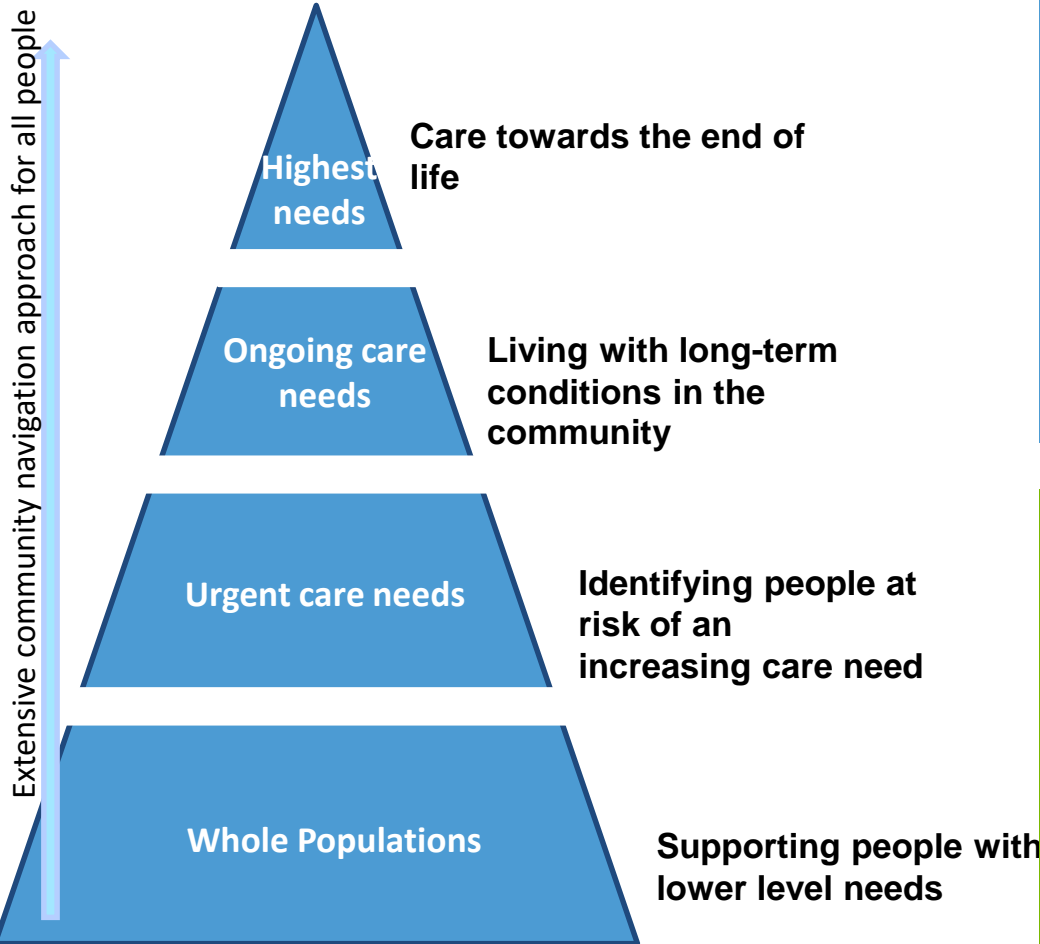 Extensive community navigation approach for all people
Highest
needs
Care towards the end of
life
Ongoing care
needs
Living with long-term
conditions in the
community
Urgent care needs
Identifying people at
risk of an
increasing care need
Whole Populations
Supporting people with
lower level needs